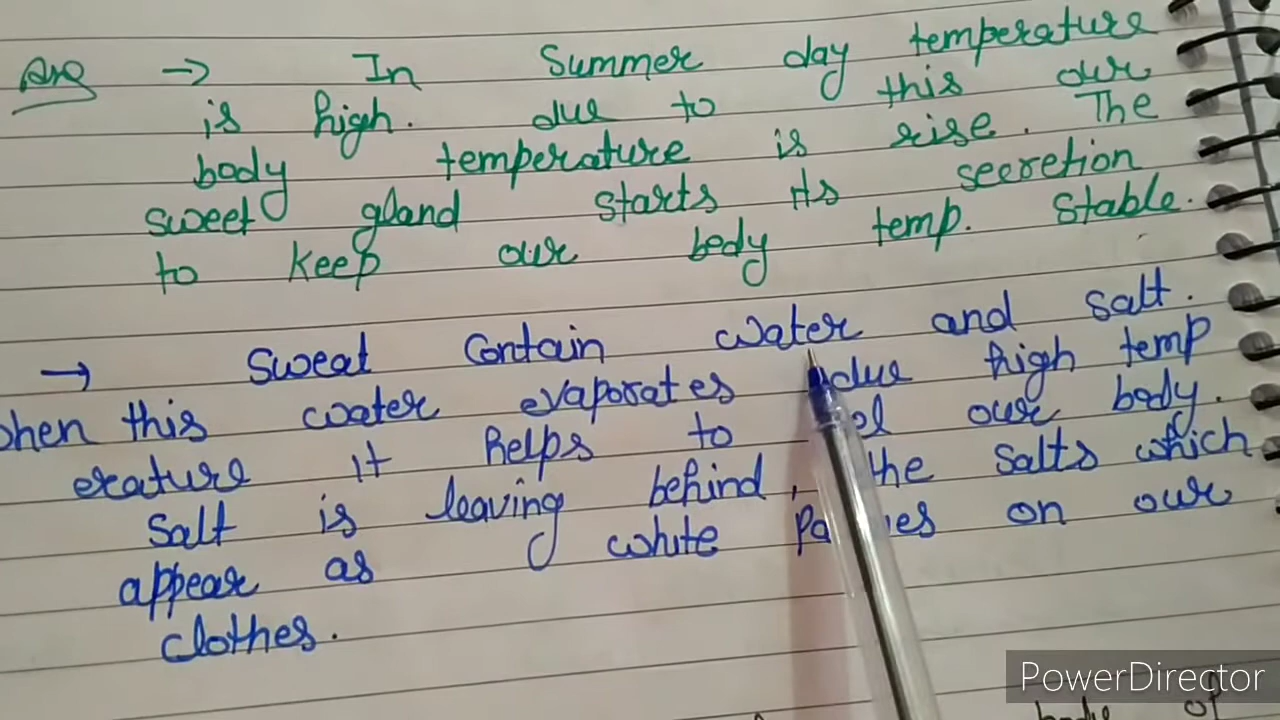 Ans → In Summer day temperature
is high. due to this our
body temperature is rise. The
sweet gland starts its secretion
to keep our body temp. stable.
→ Sweat Contain water and salt.
hen this water evaporates due high temp
erature it helps to our body.
Salt is leaving behind, the salts which
appear as white on our
clothes.
body of
PowerDirector